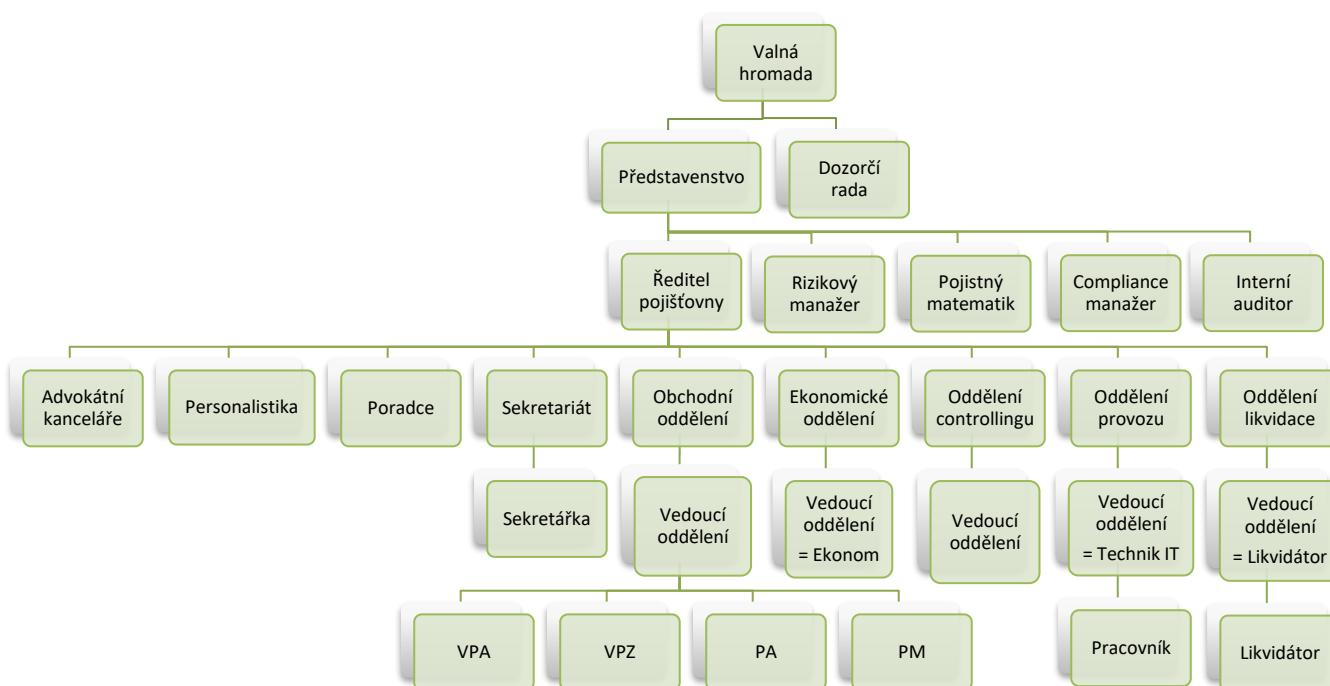 Valná
hromada
Představenstvo
Dozorčí
rada
Ředitel
pojišťovny
Rizikový
manažer
Pojistný
matematik
Compliance
manažer
Interní
auditor
Advokátní
kanceláře
Personalistika
Poradce
Sekretariát
Obchodní
oddělení
Ekonomické
oddělení
Oddělení
controllingu
Oddělení
provozu
Oddělení
likvidace
Sekretářka
Vedoucí
oddělení
Vedoucí
oddělení
= Ekonom
Vedoucí
oddělení
Vedoucí
oddělení
= Technik IT
Vedoucí
oddělení
= Likvidátor
VPA
VPZ
PA
PM
Pracovník
Likvidátor